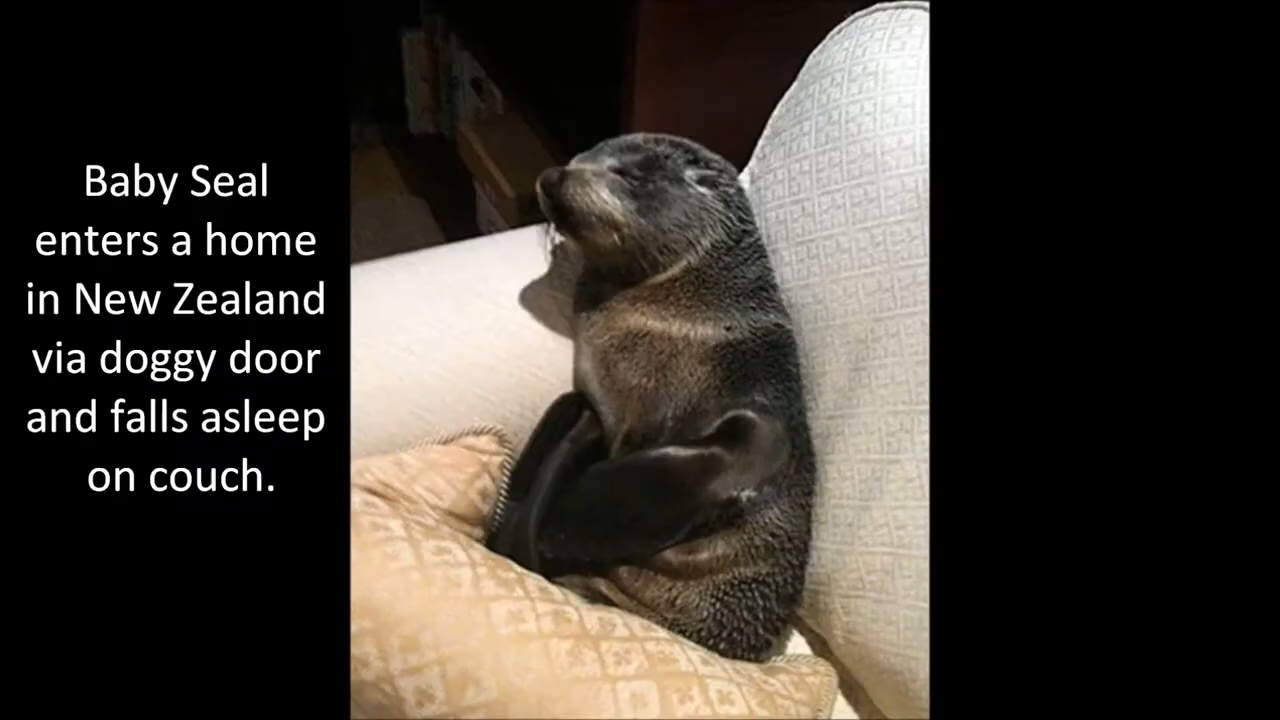 Baby Seal
enters a home
in New Zealand
via doggy door
and falls asleep
on couch.